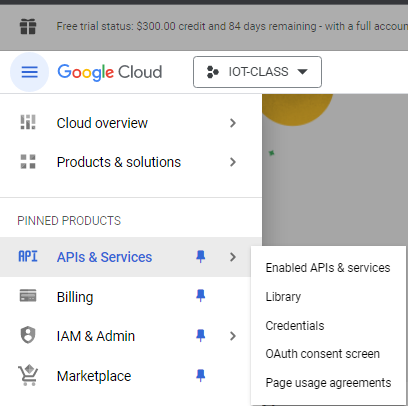 Free trial status: $300.00 credit and 84 days remaining - with a full accoun
Google Cloud
IOT-CLASS
Cloud overview
Products & solutions
PINNED PRODUCTS
API APIs & Services
Enabled APIs & services
Library
Credentials
OAuth consent screen
Page usage agreements
Billing
IAM & Admin
Marketplace